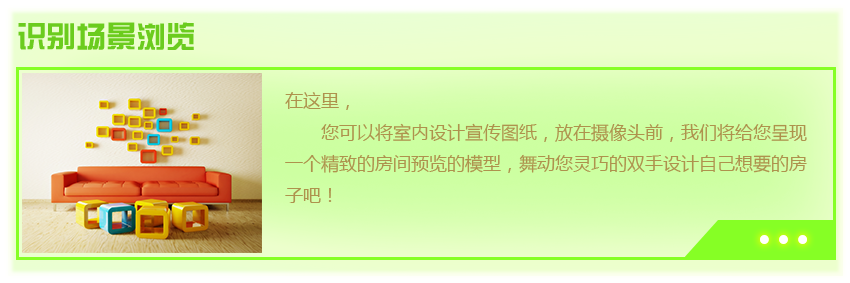 识别场景浏览
在这里，
您可以将室内设计宣传图纸，放在摄像头前，我们将给您呈现
一个精致的房间预览的模型，舞动您灵巧的双手设计自己想要的房
子吧！